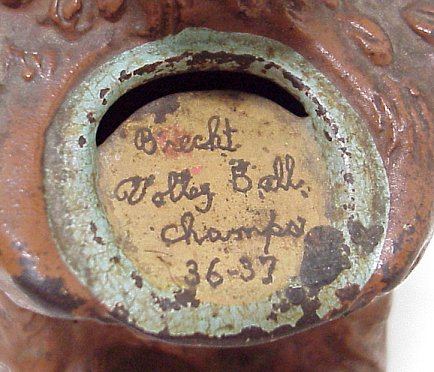 Brecht
Volley Ball.
champs
36-37